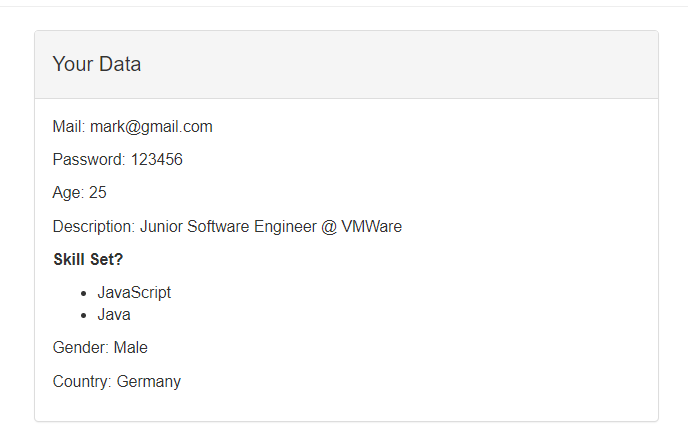 Your Data
Mail: mark@gmail.com
Password: 123456
Age: 25
Description: Junior Software Engineer @ VMWare
Skill Set?
• JavaScript
• Java
Gender: Male
Country: Germany